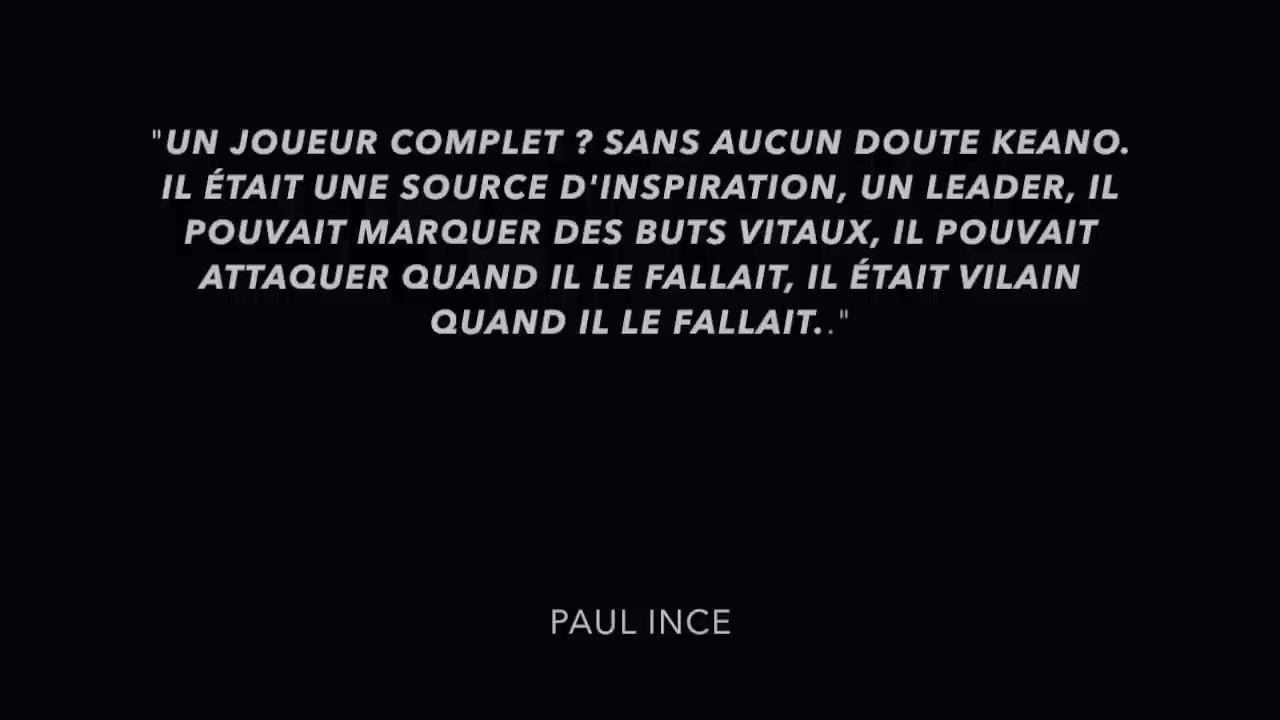 "UN JOUEUR COMPLET ? SANS AUCUN DOUTE KEANO.
IL ÉTAIT UNE SOURCE D'INSPIRATION, UN LEADER, IL
POUVAIT MARQUER DES BUTS VITAUX, IL POUVAIT
ATTAQUER QUAND IL LE FALLAIT, IL ÉTAIT VILAIN
QUAND IL LE FALLAIT.."
PAUL INCE